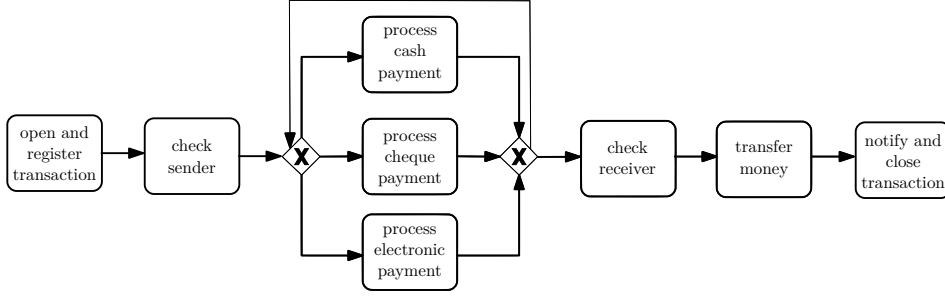 open and
register
transaction
check
sender
X
process
cash
payment
process
cheque
payment
process
electronic
payment
X
check
receiver
transfer
money
notify and
close
transaction